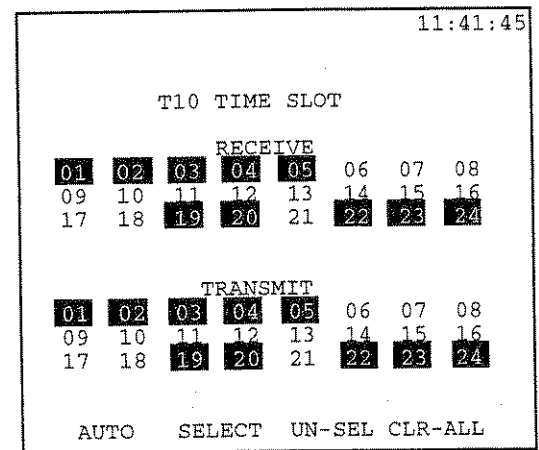 11:41:45
T10 TIME SLOT
RECEIVE
01 02 03 04 05 06 07 08
09 10 11 12 13 14 15 16
17 18 19 20 21 22 23 24
TRANSMIT
01 02 03 04 05 06 07 08
09 10 11 12 13 14 15 16
17 18 19 20 21 22 23 24
AUTO SELECT UN-SEL CLR-ALL